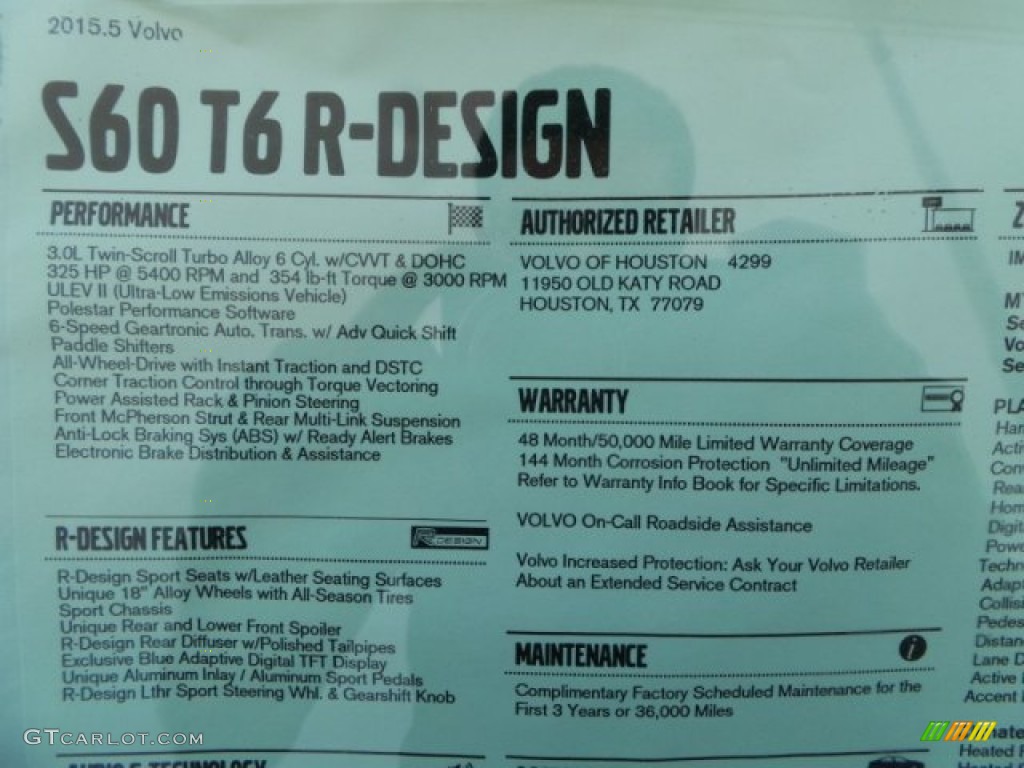 2015.5 Volvo
S60 T6 R-DESIGN
PERFORMANCE
3.0L Twin-Scroll Turbo Alloy 6 Cyl. w/CVVT & DOHC
325 HP @ 5400 RPM and 354 lb-ft Torque @ 3000 RPM
ULEV II (Ultra-Low Emissions Vehicle)
Polestar Performance Software
6-Speed Geartronic Auto. Trans. w/ Adv Quick Shift
Paddle Shifters
All-Wheel-Drive with Instant Traction and DSTC
Corner Traction Control through Torque Vectoring
Power Assisted Rack & Pinion Steering
Front McPherson Strut & Rear Multi-Link Suspension
Anti-Lock Braking Sys (ABS) w/ Ready Alert Brakes
Electronic Brake Distribution & Assistance
R-DESIGN FEATURES
R-DESIGN
R-Design Sport Seats w/Leather Seating Surfaces
Unique 18" Alloy Wheels with All-Season Tires
Sport Chassis
Unique Rear and Lower Front Spoiler
R-Design Rear Diffuser w/Polished Tailpipes
Exclusive Blue Adaptive Digital TFT Display
Unique Aluminum Inlay / Aluminum Sport Pedals
R-Design Lthr Sport Steering Whl. & Gearshift Knob
AUDIO & TECHNOLOGY
AUTHORIZED RETAILER
VOLVO OF HOUSTON 4299
11950 OLD KATY ROAD
HOUSTON, TX 77079
WARRANTY
48 Month/50,000 Mile Limited Warranty Coverage
144 Month Corrosion Protection "Unlimited Mileage"
Refer to Warranty Info Book for Specific Limitations.
VOLVO On-Call Roadside Assistance
Volvo Increased Protection: Ask Your Volvo Retailer
About an Extended Service Contract
MAINTENANCE
i
Complimentary Factory Scheduled Maintenance for the
First 3 Years or 36,000 Miles
Lane D
Active
Accent
Heated
GTCARLOT.COM